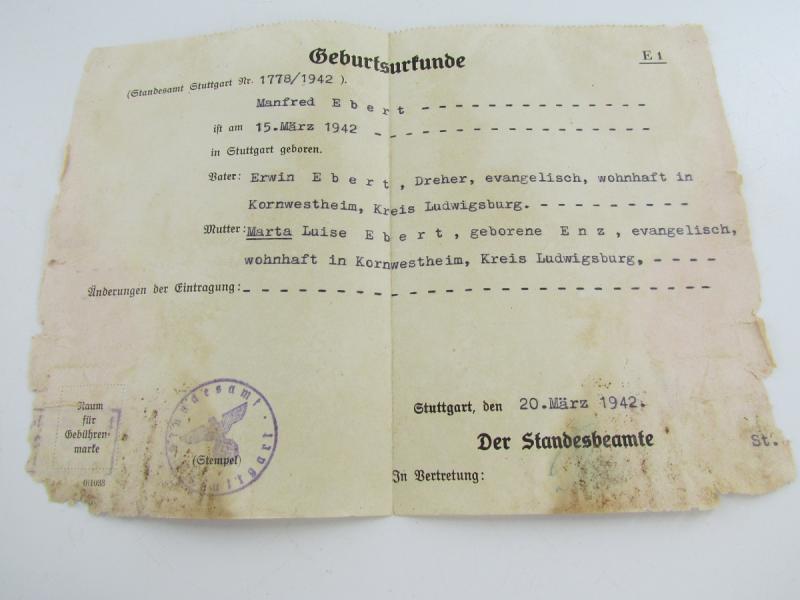 Geburtsurkunde
E 1
(Standesamt Stuttgart Nr. 1778/1942 ).
Manfred Ebert - - - - - - - - - - - - - -
ist am 15.März 1942 - - - - - - - - - - - - - - - - -
in Stuttgart geboren.
Vater: Erwin Ebert, Dreher, evangelisch, wohnhaft in
Kornwestheim, Kreis Ludwigsburg. - - - - - - - - - -
Mutter: Marta Luise Ebert, geborene Enz, evangelisch,
wohnhaft in Kornwestheim, Kreis Ludwigsburg, - - - -
Änderungen der Eintragung: - - - - - - - - - - - - - - - - - - - - - - - - -
Stuttgart, den 20.März 1942.
Der Standesbeamte
St.
In Vertretung:
Raum
für
Gebühren-
marke
Standesamt
(Stempel)